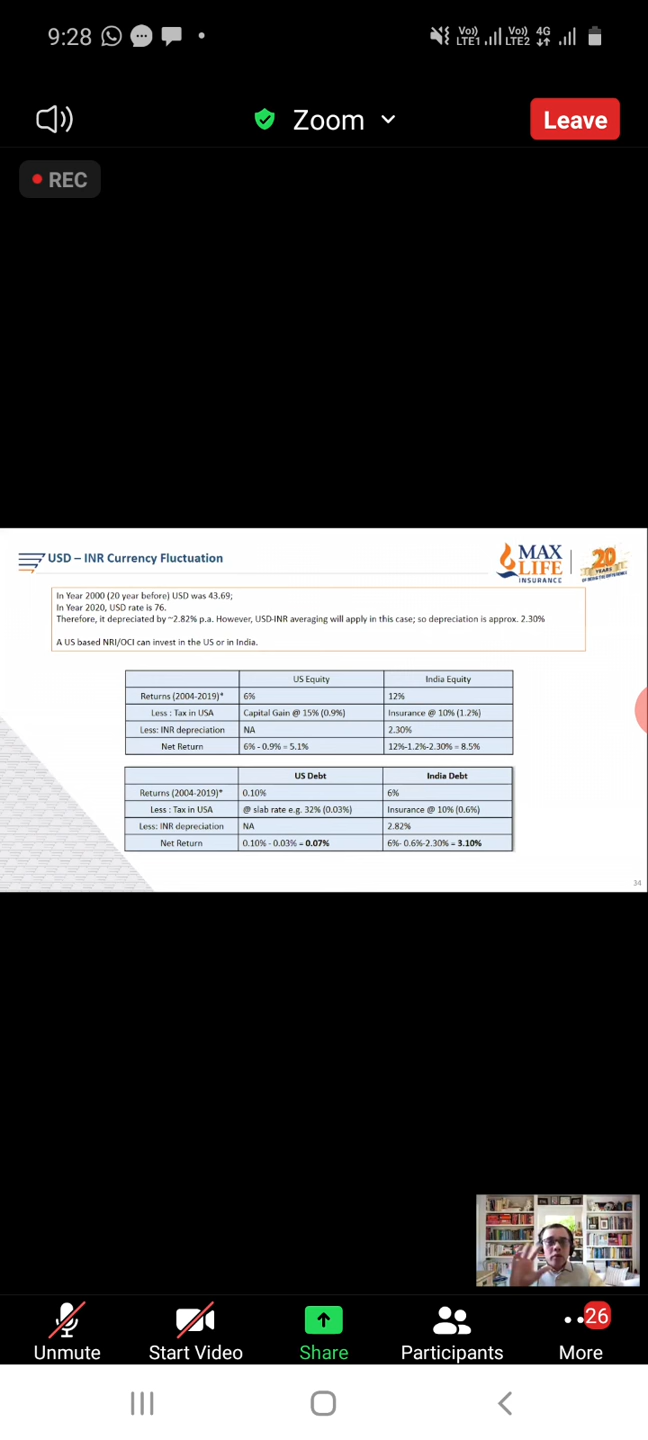 9:28
Vo)) LTE1 Vo)) LTE2 4G
Zoom
Leave
REC
USD – INR Currency Fluctuation
MAX LIFE INSURANCE
20 YEARS
In Year 2000 (20 year before) USD was 43.69;
In Year 2020, USD rate is 76.
Therefore, it depreciated by ~2.82% p.a. However, USD-INR averaging will apply in this case; so depreciation is approx. 2.30%
A US based NRI/OCI can invest in the US or in India.
US Equity India Equity
Returns (2004-2019)* 6% 12%
Less : Tax in USA Capital Gain @ 15% (0.9%) Insurance @ 10% (1.2%)
Less: INR depreciation NA 2.30%
Net Return 6% - 0.9% = 5.1% 12%-1.2%-2.30% = 8.5%
US Debt India Debt
Returns (2004-2019)* 0.10% 6%
Less : Tax in USA @ slab rate e.g. 32% (0.03%) Insurance @ 10% (0.6%)
Less: INR depreciation NA 2.82%
Net Return 0.10% - 0.03% = 0.07% 6%- 0.6%-2.30% = 3.10%
34
26
Unmute Start Video Share Participants More